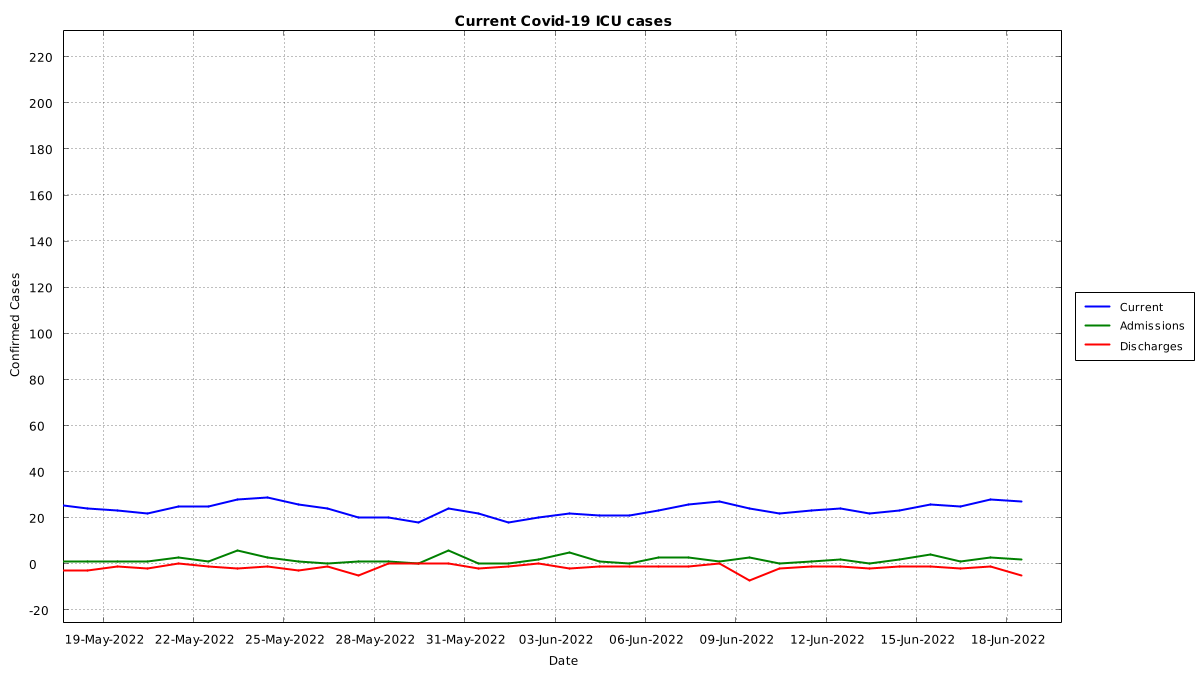 Current Covid-19 ICU cases
220
200
180
160
140
120
100
80
60
40
20
0
-20
Confirmed Cases
19-May-2022 22-May-2022 25-May-2022 28-May-2022 31-May-2022 03-Jun-2022 06-Jun-2022 09-Jun-2022 12-Jun-2022 15-Jun-2022 18-Jun-2022
Date
Current
Admissions
Discharges